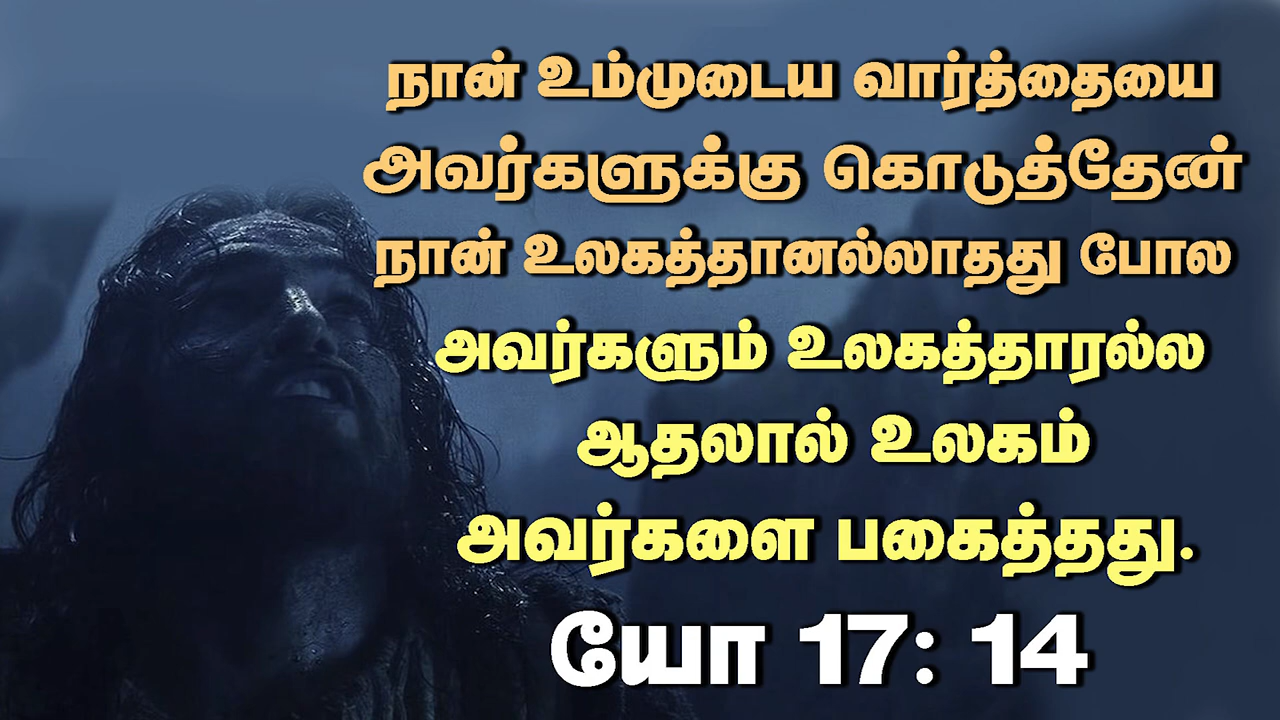 நான் உம்முடைய வார்த்தையை
அவர்களுக்கு கொடுத்தேன்
நான் உலகத்தானல்லாதது போல
அவர்களும் உலகத்தாரல்ல
ஆதலால் உலகம்
அவர்களை பகைத்தது.
யோ 17: 14